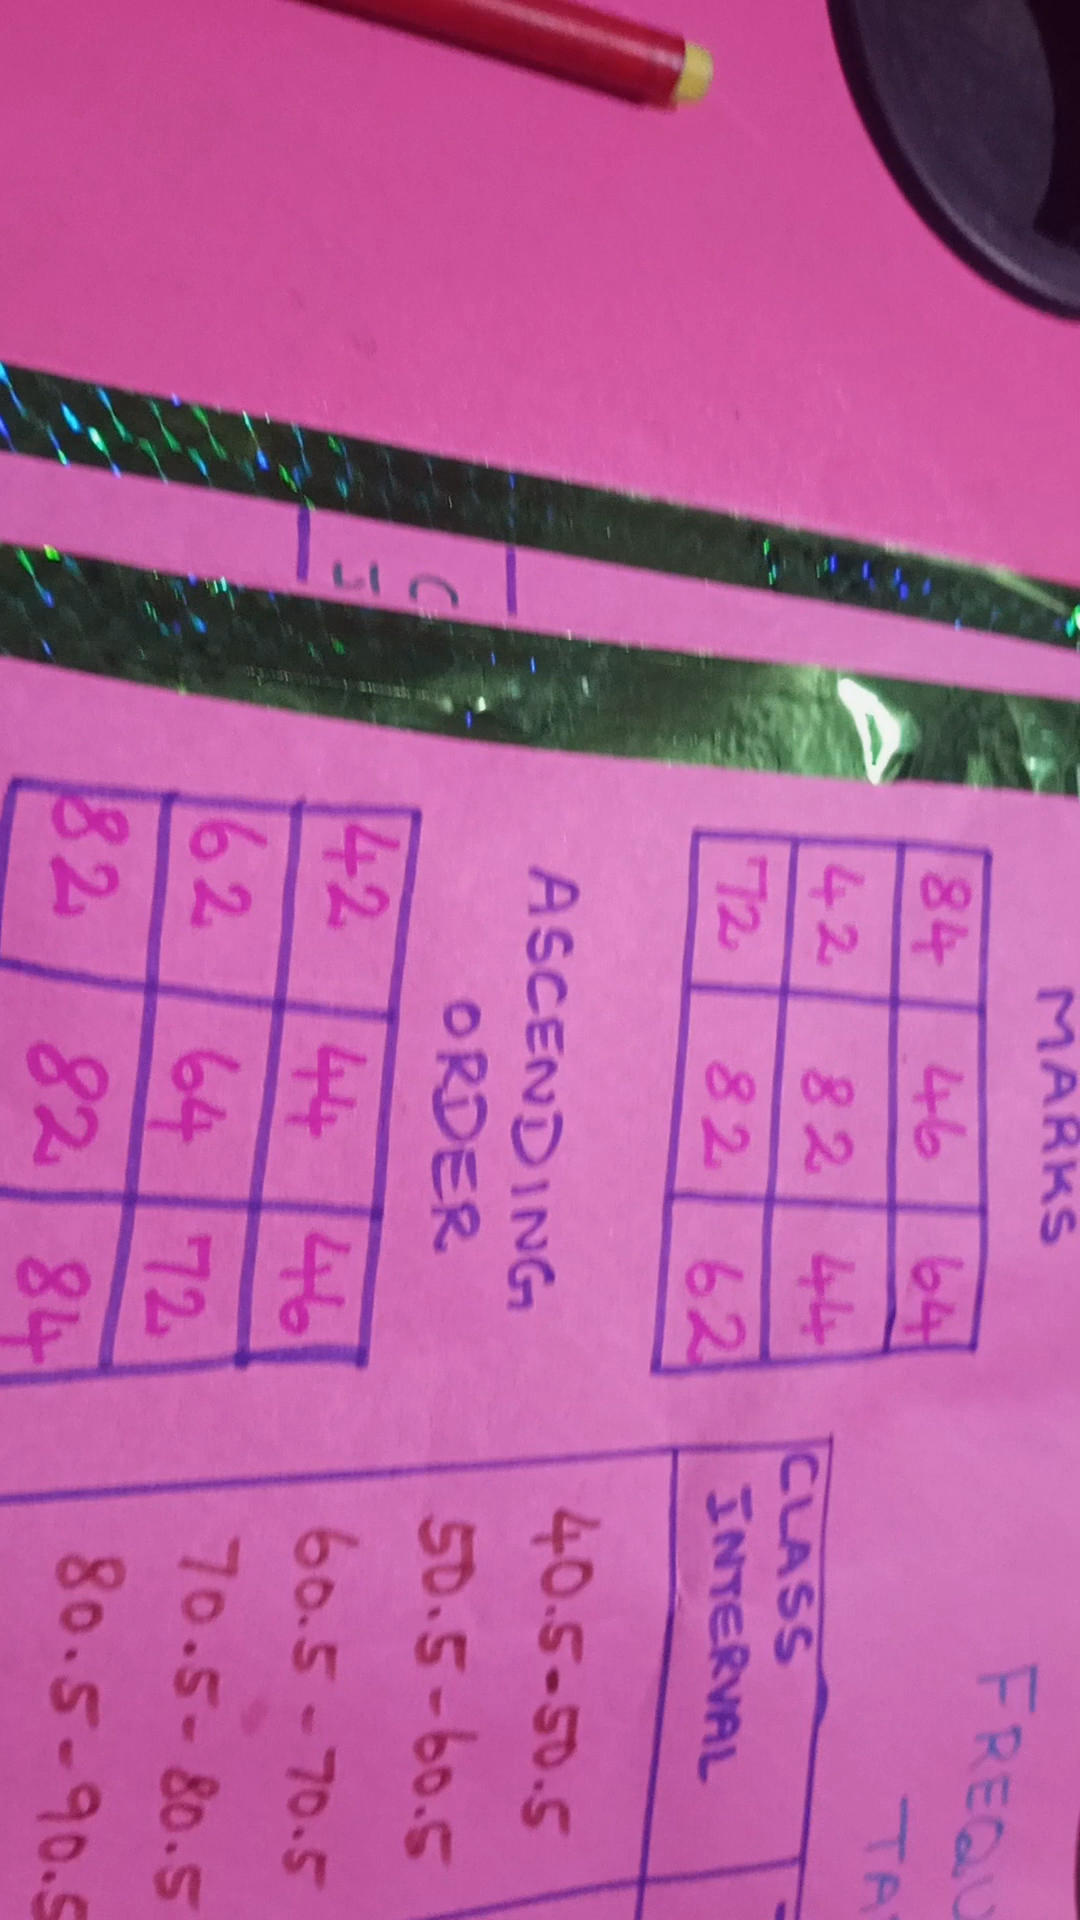 MARKS
84 46 64
42 82 44
72 82 62
ASCENDING
ORDER
42 44 46
62 64 72
82 82 84
CLASS
INTERVAL
40.5-50.5
50.5-60.5
60.5-70.5
70.5-80.5
80.5-90.5